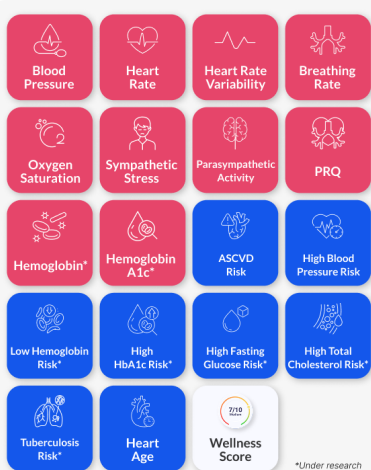 Blood
Pressure
Heart
Rate
Heart Rate
Variability
Breathing
Rate
O2
Oxygen
Saturation
Sympathetic
Stress
Parasympathetic
Activity
PRQ
Hemoglobin*
Hemoglobin
A1c*
ASCVD
Risk
High Blood
Pressure Risk
Low Hemoglobin
Risk*
High
HbA1c Risk*
High Fasting
Glucose Risk*
High Total
Cholesterol Risk*
Tuberculosis
Risk*
Heart
Age
7/10
Wellness
Score
*Under research